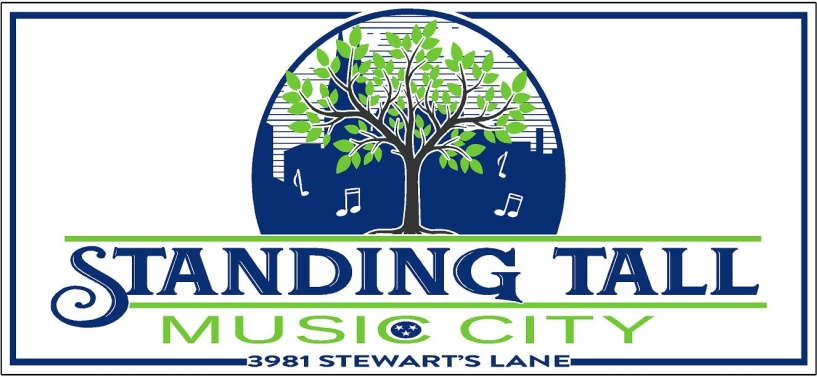 STANDING TALL
MUSIC CITY
3981 STEWART'S LANE